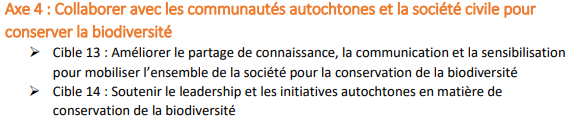 Axe 4 : Collaborer avec les communautés autochtones et la société civile pour
conserver la biodiversité
➢ Cible 13 : Améliorer le partage de connaissance, la communication et la sensibilisation
pour mobiliser l’ensemble de la société pour la conservation de la biodiversité
➢ Cible 14 : Soutenir le leadership et les initiatives autochtones en matière de
conservation de la biodiversité